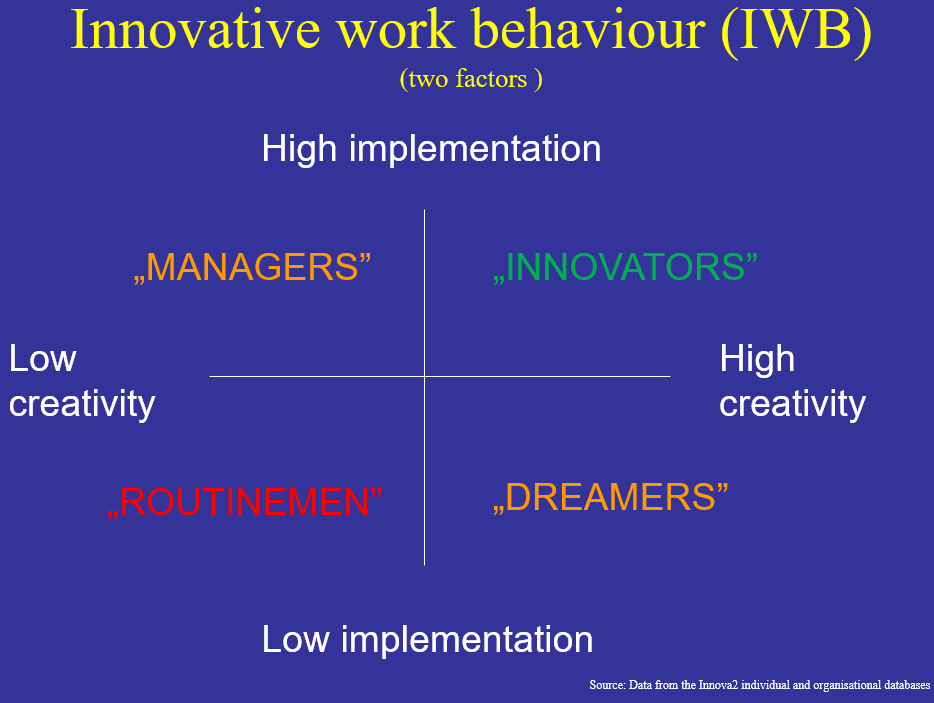 Innovative work behaviour (IWB)
(two factors )
High implementation
„MANAGERS”
„INNOVATORS”
Low
creativity
High
creativity
„ROUTINEMEN”
„DREAMERS”
Low implementation
Source: Data from the Innova2 individual and organisational databases